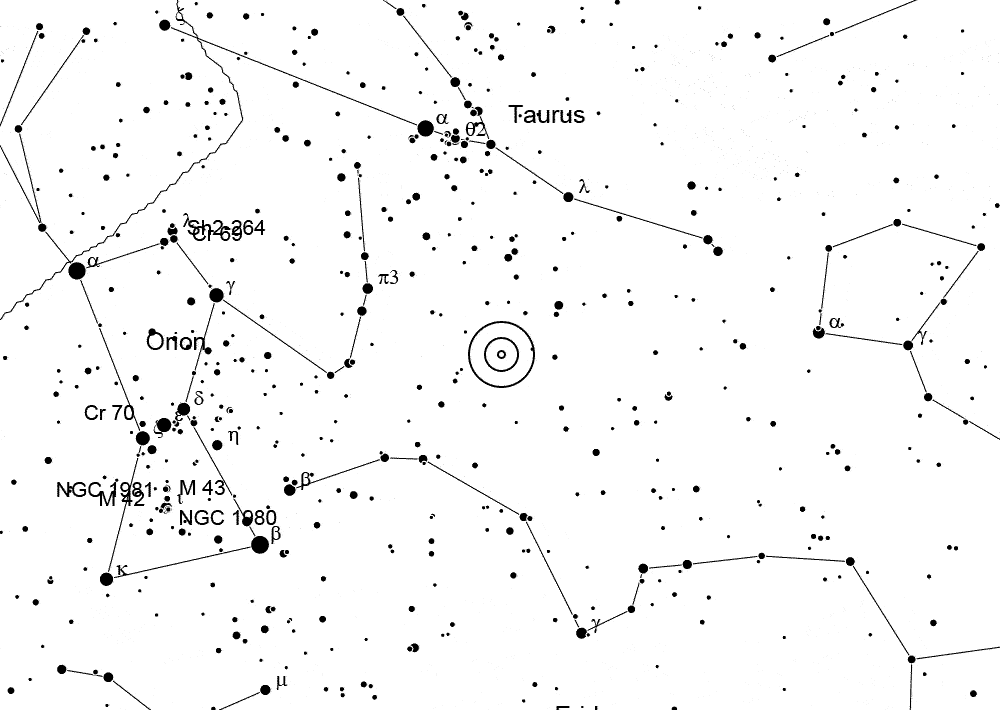 ζ
α
θ2
Taurus
λ
λ
Sh2-264
Cr 69
α
π3
γ
α
γ
Orion
δ
Cr 70
ε
ζ
η
β
NGC 1981
M 43
M 42
ι
NGC 1980
β
κ
γ
μ